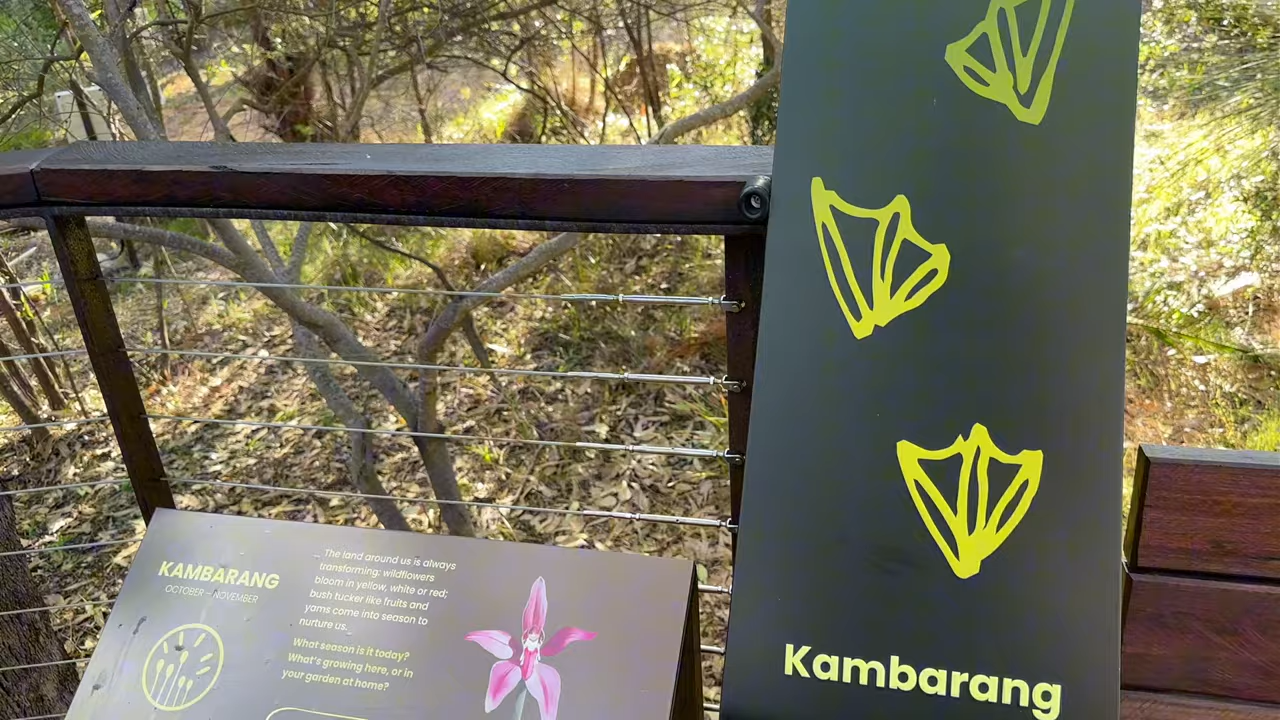 KAMBARANG
OCTOBER – NOVEMBER
The land around us is always
transforming: wildflowers
bloom in yellow, white or red;
bush tucker like fruits and
yams come into season to
nurture us.
What season is it today?
What's growing here, or in
your garden at home?
Kambarang